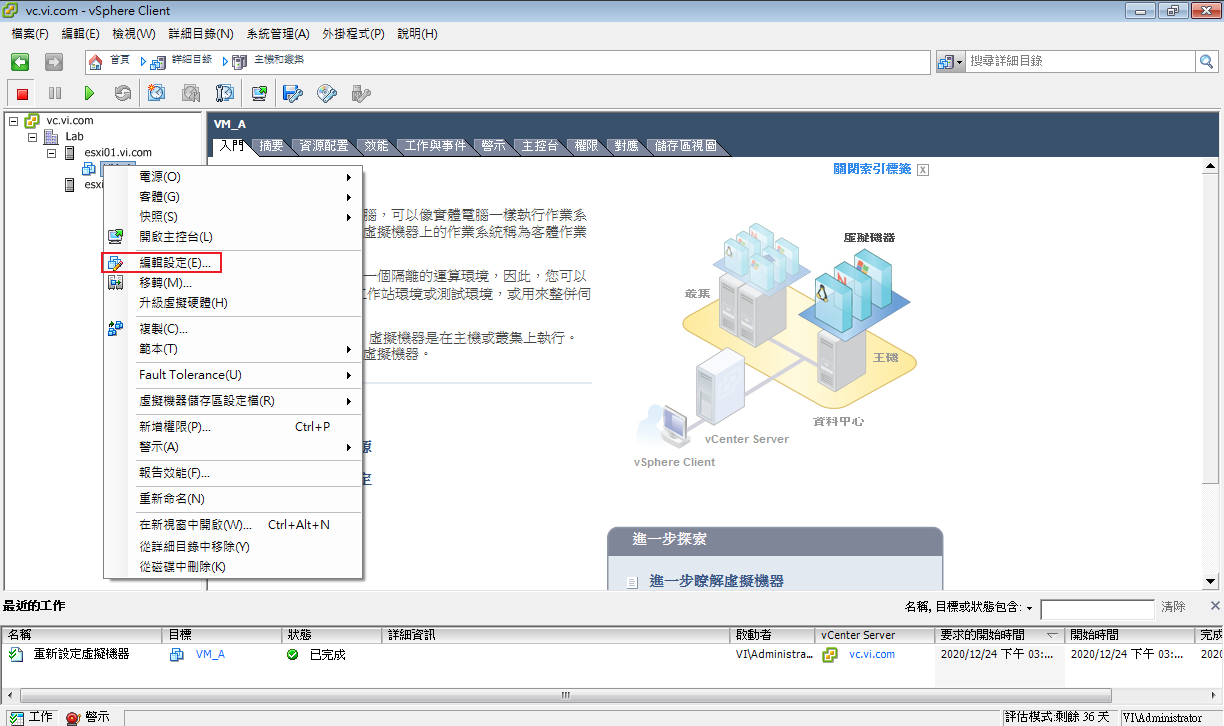 vc.vi.com - vSphere Client
檔案(F) 編輯(E) 檢視(W) 詳細目錄(N) 系統管理(A) 外掛程式(P) 說明(H)
首頁 詳細目錄 主機和叢集 搜尋詳細目錄
vc.vi.com
Lab
esxi01.vi.com
esxi
VM_A
入門 摘要 資源配置 效能 工作與事件 警示 主控台 權限 對應 儲存區視圖
關閉索引標籤 X
電源(O)
客體(G)
快照(S)
開啟主控台(L)
編輯設定(E)...
移轉(M)...
升級虛擬硬體(H)
複製(C)...
範本(T)
Fault Tolerance(U)
虛擬機器儲存區設定檔(R)
新增權限(P)... Ctrl+P
警示(A)
報告效能(F)...
重新命名(N)
在新視窗中開啟(W)... Ctrl+Alt+N
從詳細目錄中移除(Y)
從磁碟中刪除(K)
腦，可以像實體電腦一樣執行作業系
虛擬機器上的作業系統稱為客體作業
一個隔離的運算環境，因此，您可以
工作站環境或測試環境，或用來整併伺
虛擬機器是在主機或叢集上執行。
虛擬機器。
源
定
虛擬機器
叢集
主機
資料中心
vCenter Server
vSphere Client
進一步探索
進一步瞭解虛擬機器
最近的工作 名稱, 目標或狀態包含: 清除
名稱 目標 狀態 詳細資訊 啟動者 vCenter Server 要求的開始時間 開始時間 完成
重新設定虛擬機器 VM_A 已完成 VI\Administra... vc.vi.com 2020/12/24 下午 03:... 2020/12/24 下午 03:... 2020
工作 警示 評估模式:剩餘 36 天 VI\Administrator